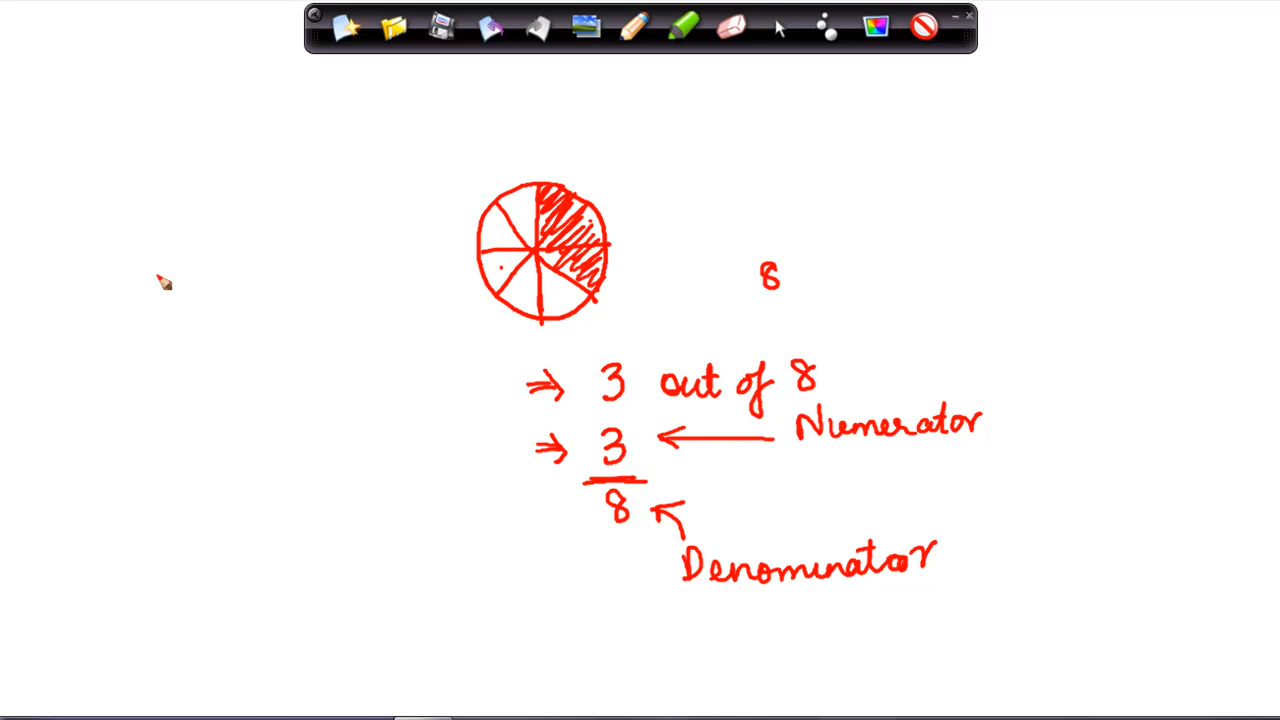 8
⇒ 3 out of 8
⇒ 3 ← Numerator
8
Denominator